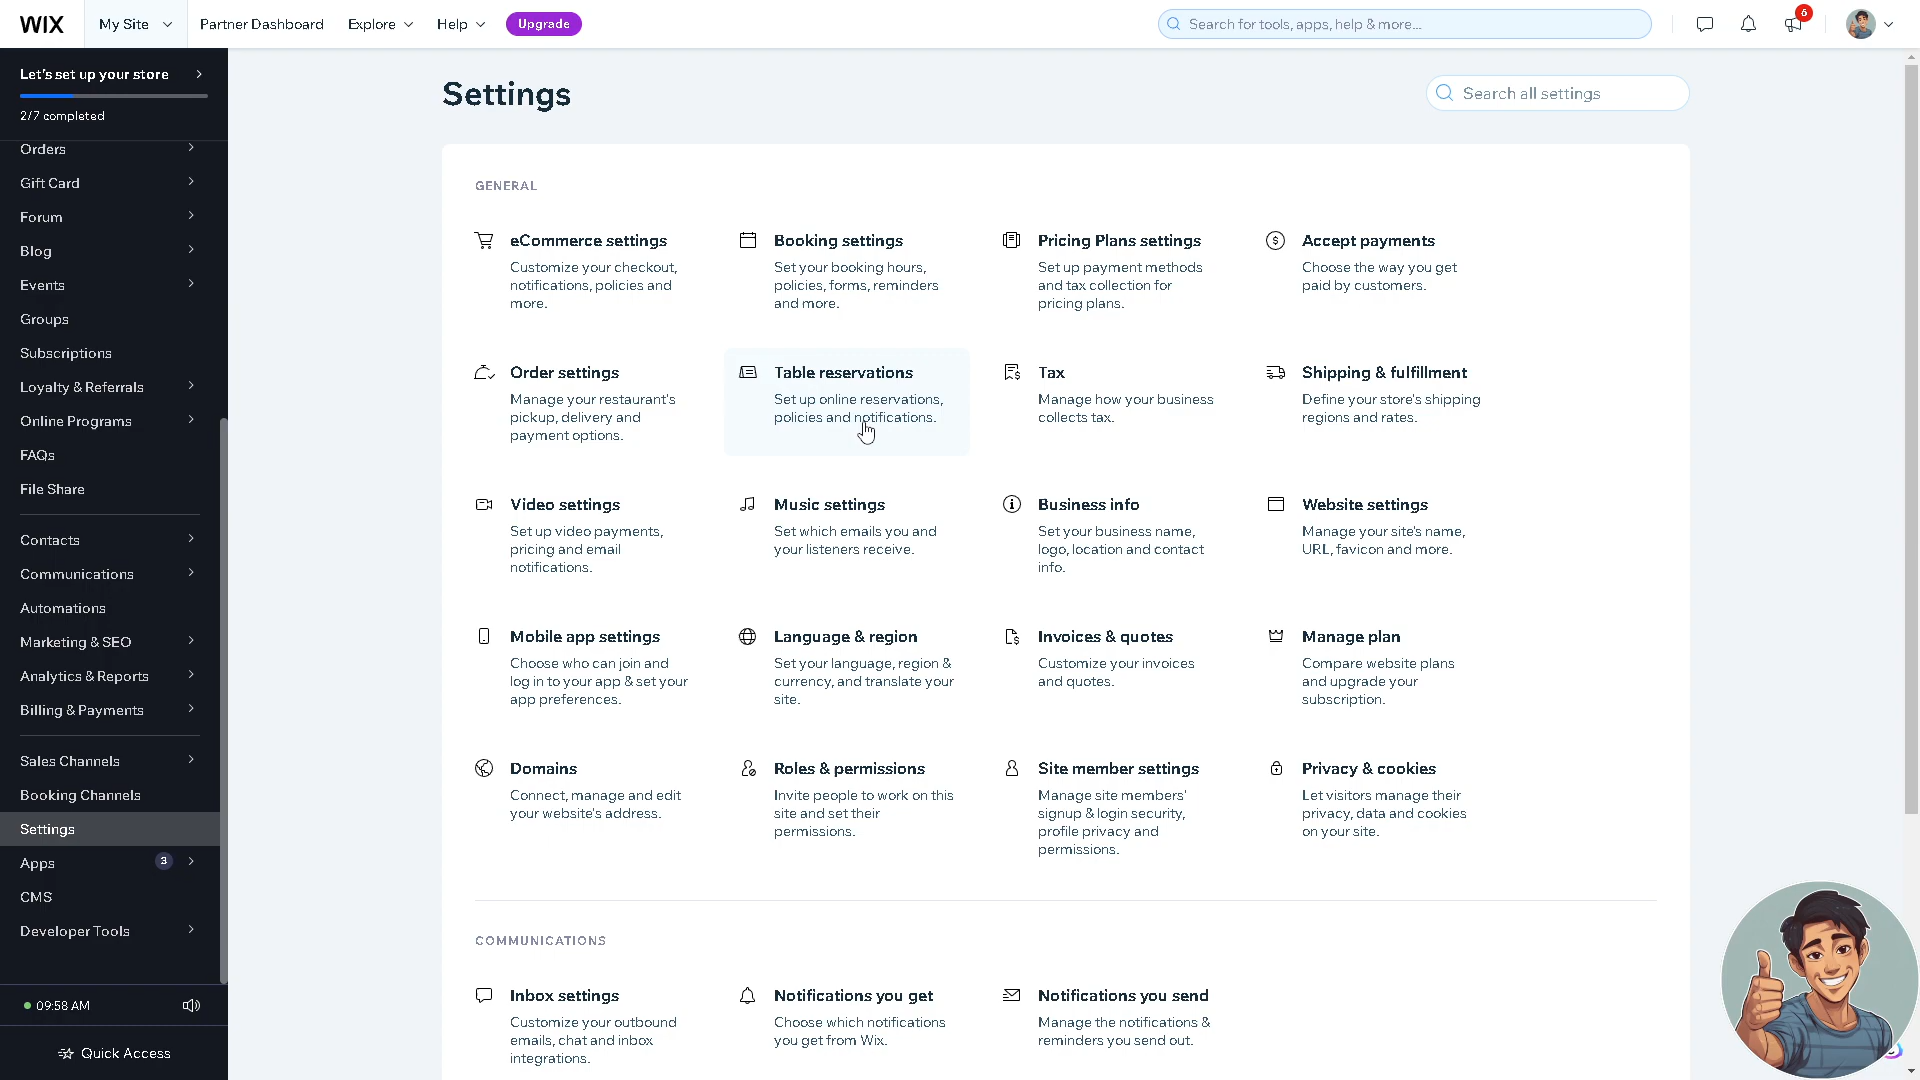 WIX
My Site
Partner Dashboard
Explore
Help
Upgrade
Search for tools, apps, help & more...
6
Let's set up your store
2/7 completed
Orders
Gift Card
Forum
Blog
Events
Groups
Subscriptions
Loyalty & Referrals
Online Programs
FAQs
File Share
Contacts
Communications
Automations
Marketing & SEO
Analytics & Reports
Billing & Payments
Sales Channels
Booking Channels
Settings
Apps
3
CMS
Developer Tools
09:58 AM
Quick Access
Settings
Search all settings
GENERAL
eCommerce settings
Customize your checkout,
notifications, policies and
more.
Booking settings
Set your booking hours,
policies, forms, reminders
and more.
Pricing Plans settings
Set up payment methods
and tax collection for
pricing plans.
Accept payments
Choose the way you get
paid by customers.
Order settings
Manage your restaurant's
pickup, delivery and
payment options.
Table reservations
Set up online reservations,
policies and notifications.
Tax
Manage how your business
collects tax.
Shipping & fulfillment
Define your store's shipping
regions and rates.
Video settings
Set up video payments,
pricing and email
notifications.
Music settings
Set which emails you and
your listeners receive.
Business info
Set your business name,
logo, location and contact
info.
Website settings
Manage your site's name,
URL, favicon and more.
Mobile app settings
Choose who can join and
log in to your app & set your
app preferences.
Language & region
Set your language, region &
currency, and translate your
site.
Invoices & quotes
Customize your invoices
and quotes.
Manage plan
Compare website plans
and upgrade your
subscription.
Domains
Connect, manage and edit
your website's address.
Roles & permissions
Invite people to work on this
site and set their
permissions.
Site member settings
Manage site members'
signup & login security,
profile privacy and
permissions.
Privacy & cookies
Let visitors manage their
privacy, data and cookies
on your site.
COMMUNICATIONS
Inbox settings
Customize your outbound
emails, chat and inbox
integrations.
Notifications you get
Choose which notifications
you get from Wix.
Notifications you send
Manage the notifications &
reminders you send out.